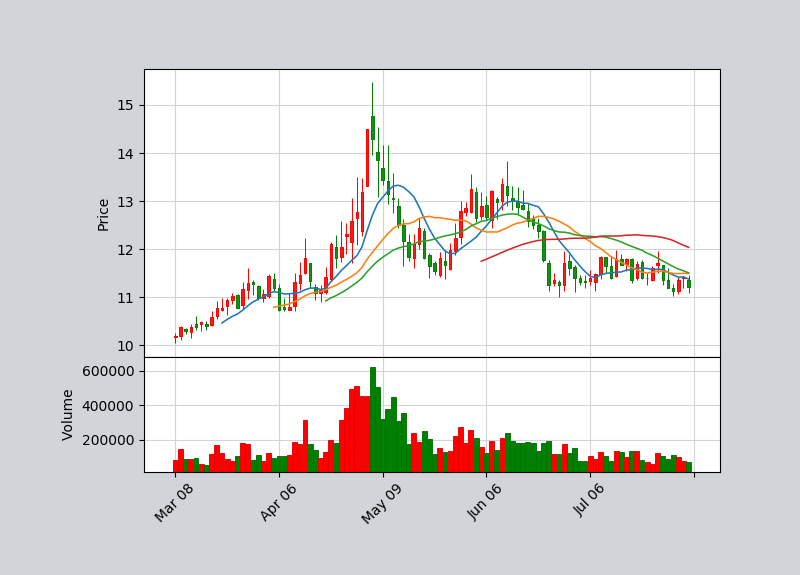 Price
15
14
13
12
11
10
Volume
600000
400000
200000
Mar 08
Apr 06
May 09
Jun 06
Jul 06